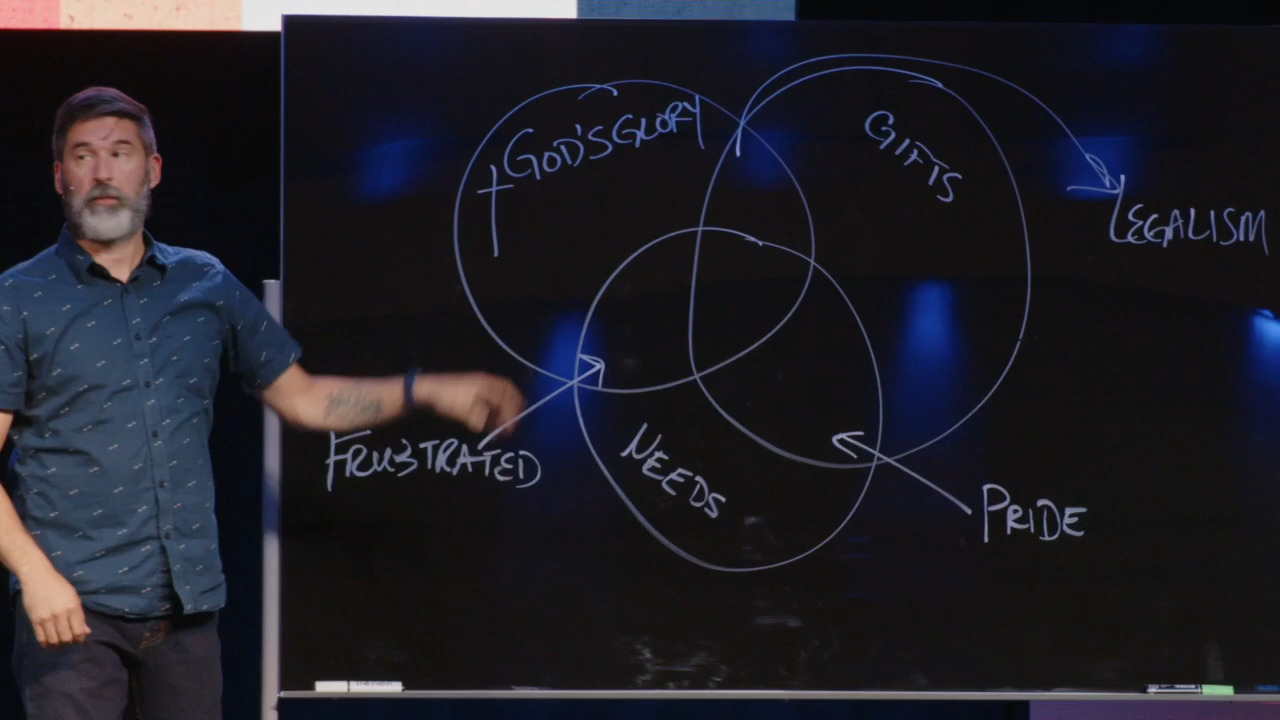 GOD'S GLORY
GIFTS
LEGALISM
FRUSTRATED
NEEDS
PRIDE